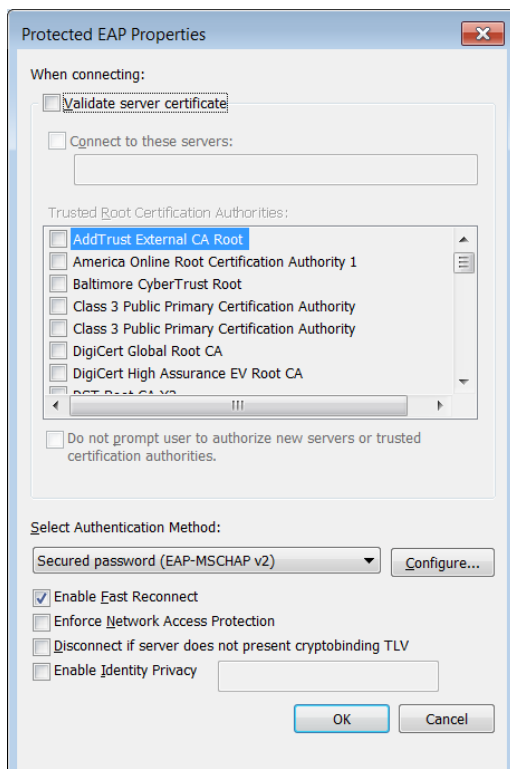 Protected EAP Properties
When connecting:
Validate server certificate
Connect to these servers:
Trusted Root Certification Authorities:
AddTrust External CA Root
America Online Root Certification Authority 1
Baltimore CyberTrust Root
Class 3 Public Primary Certification Authority
Class 3 Public Primary Certification Authority
DigiCert Global Root CA
DigiCert High Assurance EV Root CA
Do not prompt user to authorize new servers or trusted
certification authorities.
Select Authentication Method:
Secured password (EAP-MSCHAP v2)
Configure...
Enable Fast Reconnect
Enforce Network Access Protection
Disconnect if server does not present cryptobinding TLV
Enable Identity Privacy
OK
Cancel